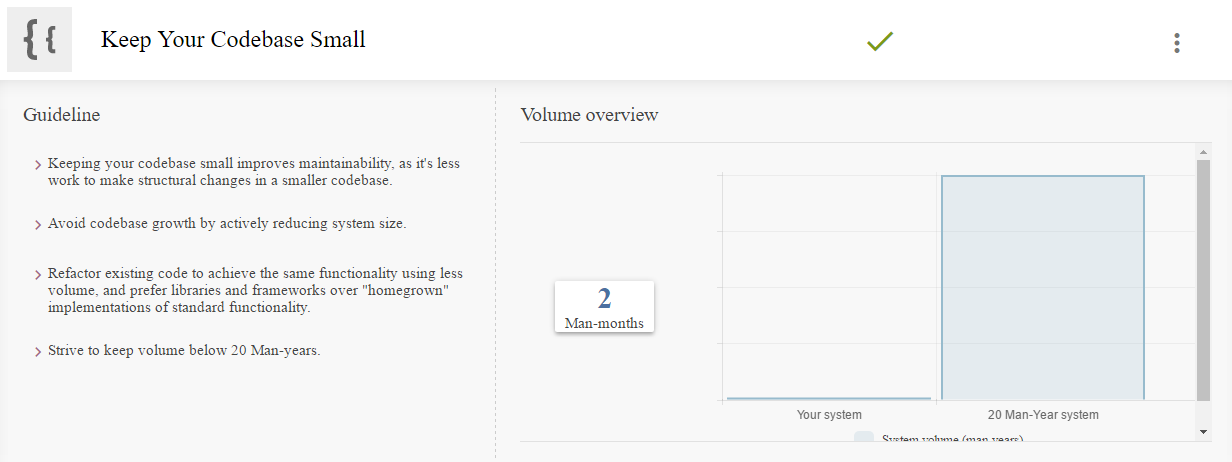 Keep Your Codebase Small
Guideline
Keeping your codebase small improves maintainability, as it's less
work to make structural changes in a smaller codebase.
Avoid codebase growth by actively reducing system size.
Refactor existing code to achieve the same functionality using less
volume, and prefer libraries and frameworks over "homegrown"
implementations of standard functionality.
Strive to keep volume below 20 Man-years.
Volume overview
2
Man-months
Your system
20 Man-Year system
System volume (man years)